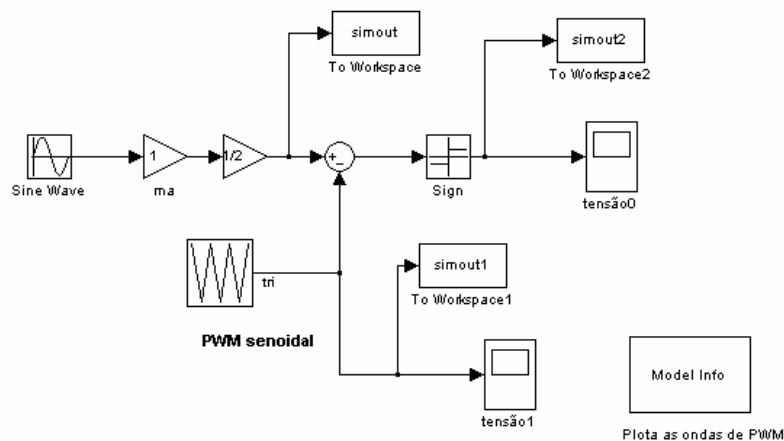 simout
To Workspace
simout2
To Workspace2
Sine Wave
1
ma
1/2
+
-
Sign
tensão0
tri
simout1
To Workspace1
PWM senoidal
tensão1
Model Info
Plota as ondas de PWM